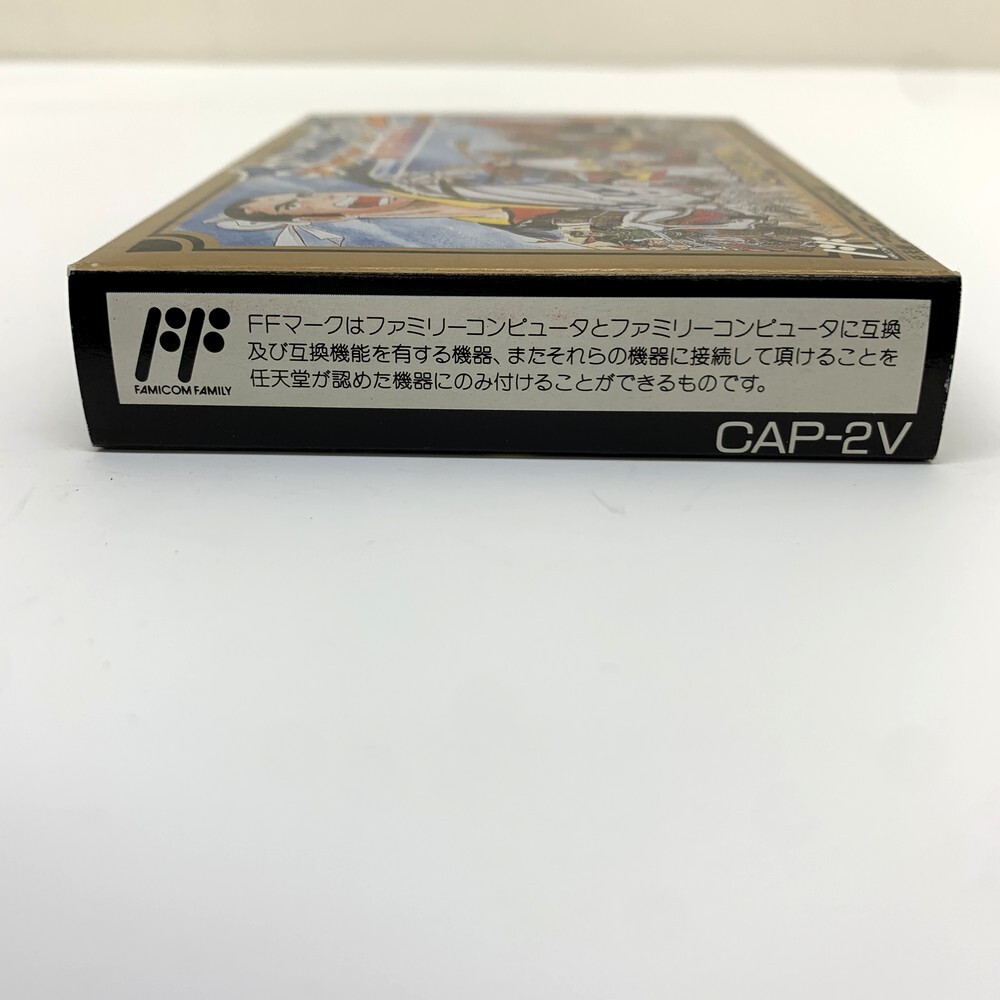 FFマークはファミリーコンピュータとファミリーコンピュータに互換
及び互換機能を有する機器、またそれらの機器に接続して頂けることを
任天堂が認めた機器にのみ付けることができるものです。
FF
FAMICOM FAMILY
CAP-2V